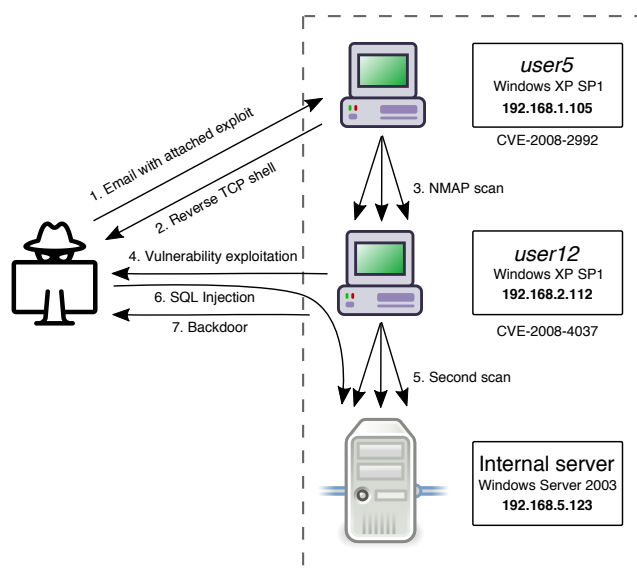 user5
Windows XP SP1
192.168.1.105
CVE-2008-2992
1. Email with attached exploit
2. Reverse TCP shell
3. NMAP scan
4. Vulnerability exploitation
6. SQL Injection
7. Backdoor
user12
Windows XP SP1
192.168.2.112
CVE-2008-4037
5. Second scan
Internal server
Windows Server 2003
192.168.5.123